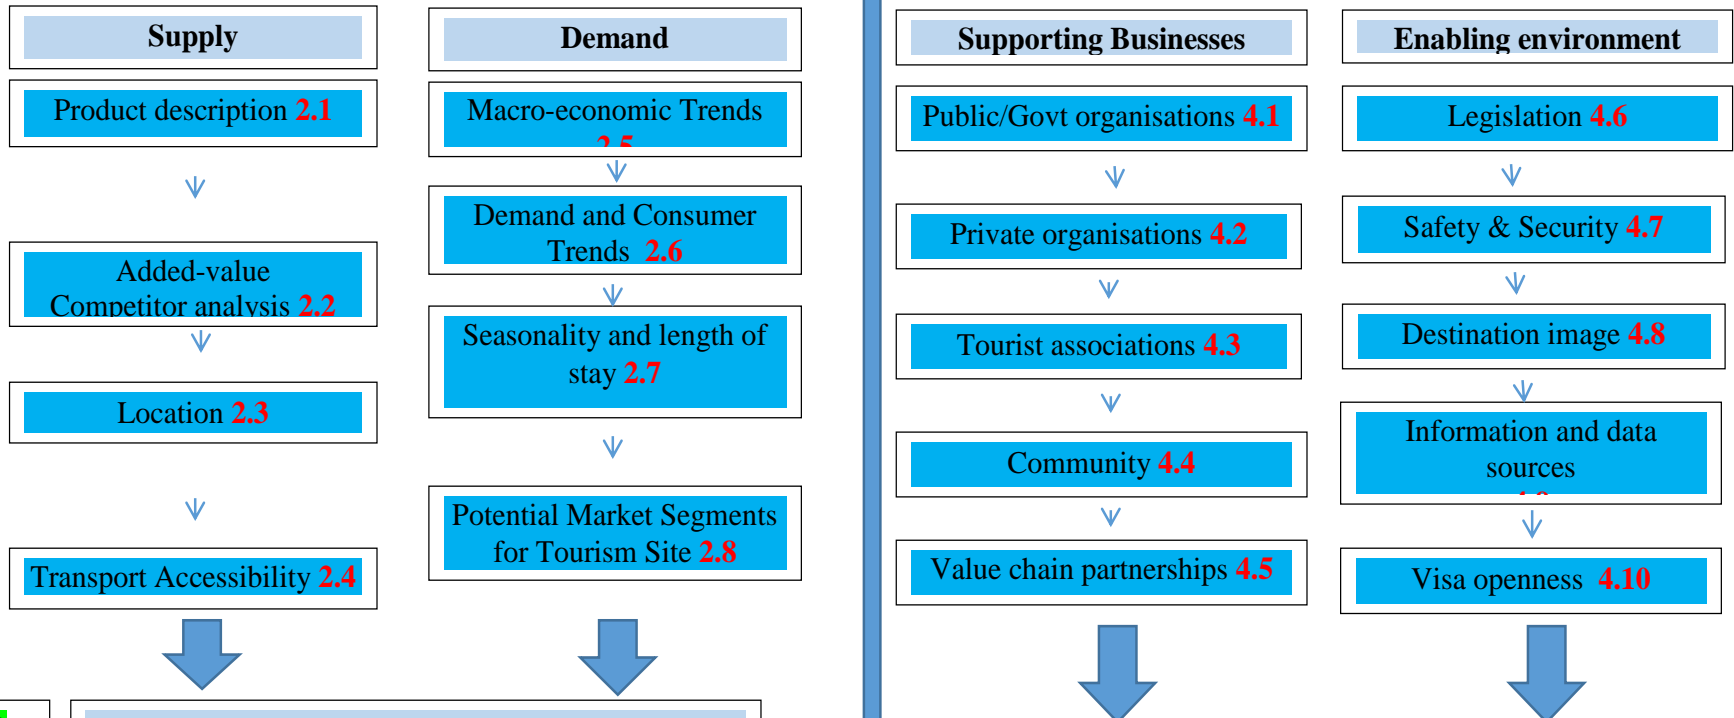 Supply
Product description 2.1
Added-value
Competitor analysis 2.2
Location 2.3
Transport Accessibility 2.4
Demand
Macro-economic Trends
2.5
Demand and Consumer
Trends 2.6
Seasonality and length of
stay 2.7
Potential Market Segments
for Tourism Site 2.8
Supporting Businesses
Public/Govt organisations 4.1
Private organisations 4.2
Tourist associations 4.3
Community 4.4
Value chain partnerships 4.5
Enabling environment
Legislation 4.6
Safety & Security 4.7
Destination image 4.8
Information and data
sources
Visa openness 4.10